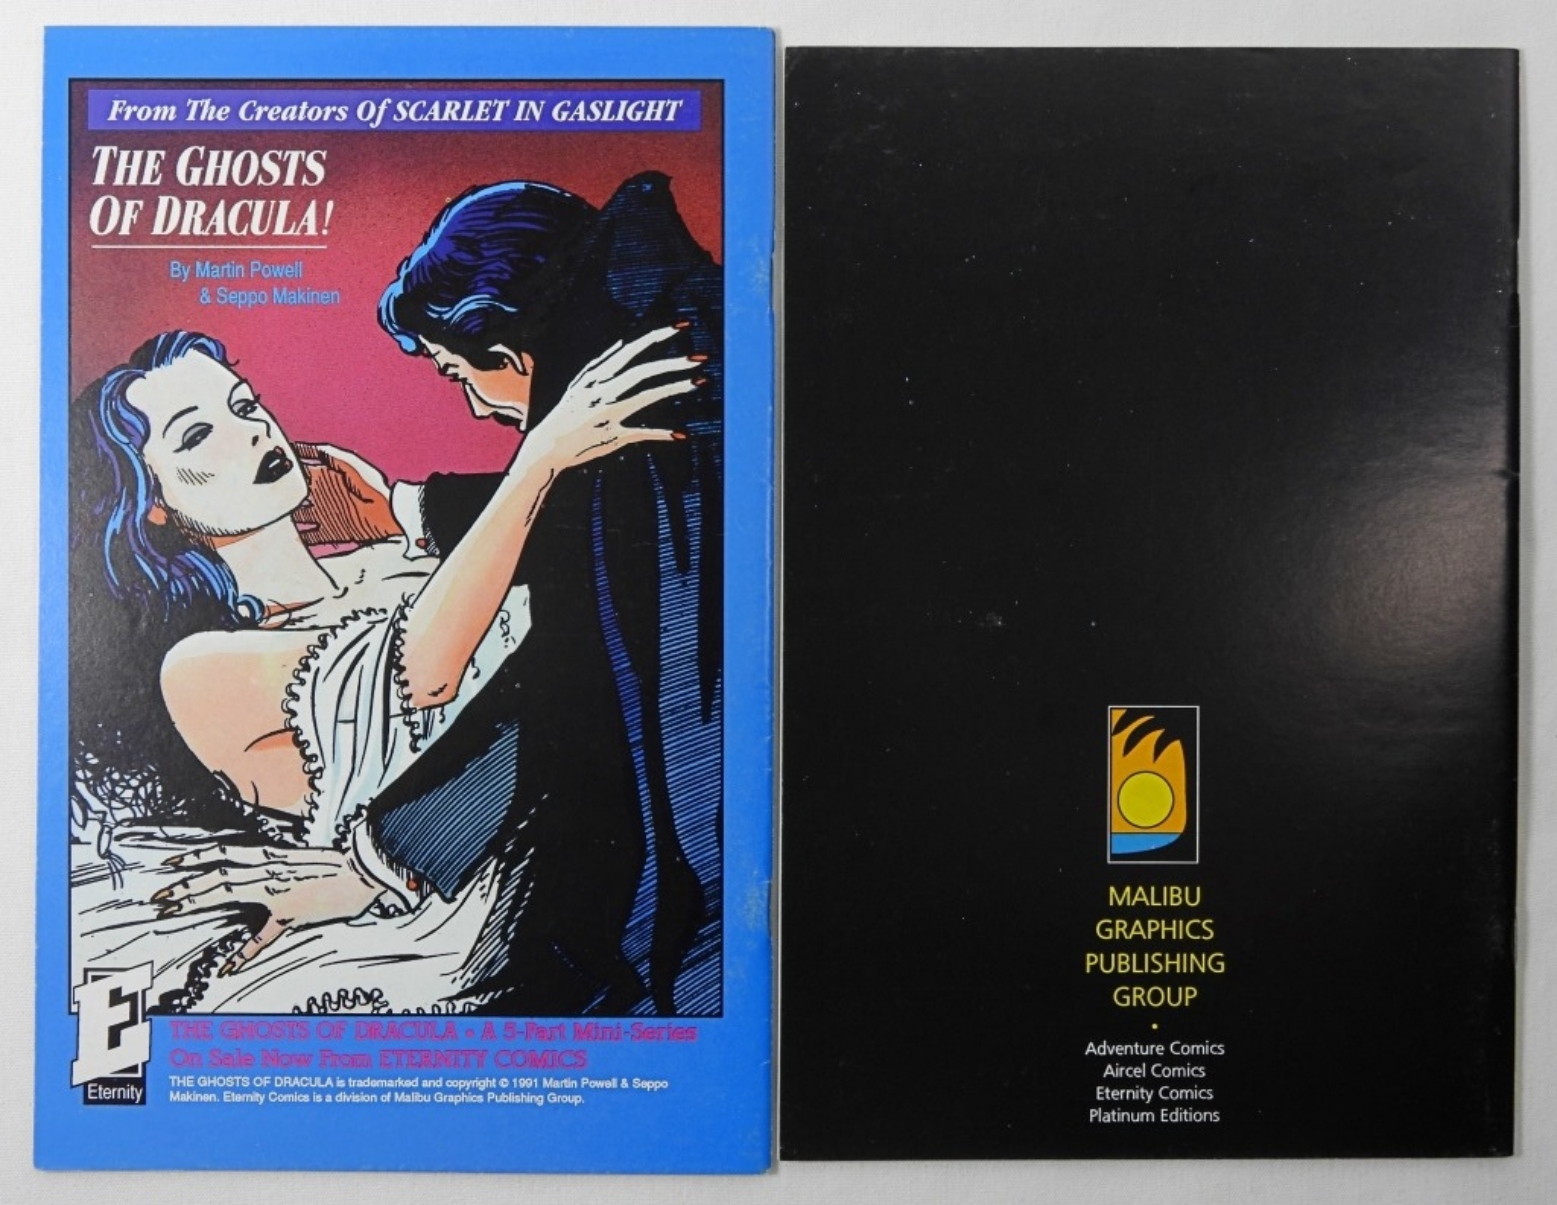 From The Creators Of SCARLET IN GASLIGHT
THE GHOSTS
OF DRACULA!
By Martin Powell
& Seppo Makinen
E
Eternity
THE GHOSTS OF DRACULA • A 5-Part Mini-Series
On Sale Now From ETERNITY COMICS
THE GHOSTS OF DRACULA is trademarked and copyright © 1991 Martin Powell & Seppo
Makinen. Eternity Comics is a division of Malibu Graphics Publishing Group.
MALIBU
GRAPHICS
PUBLISHING
GROUP
•
Adventure Comics
Aircel Comics
Eternity Comics
Platinum Editions